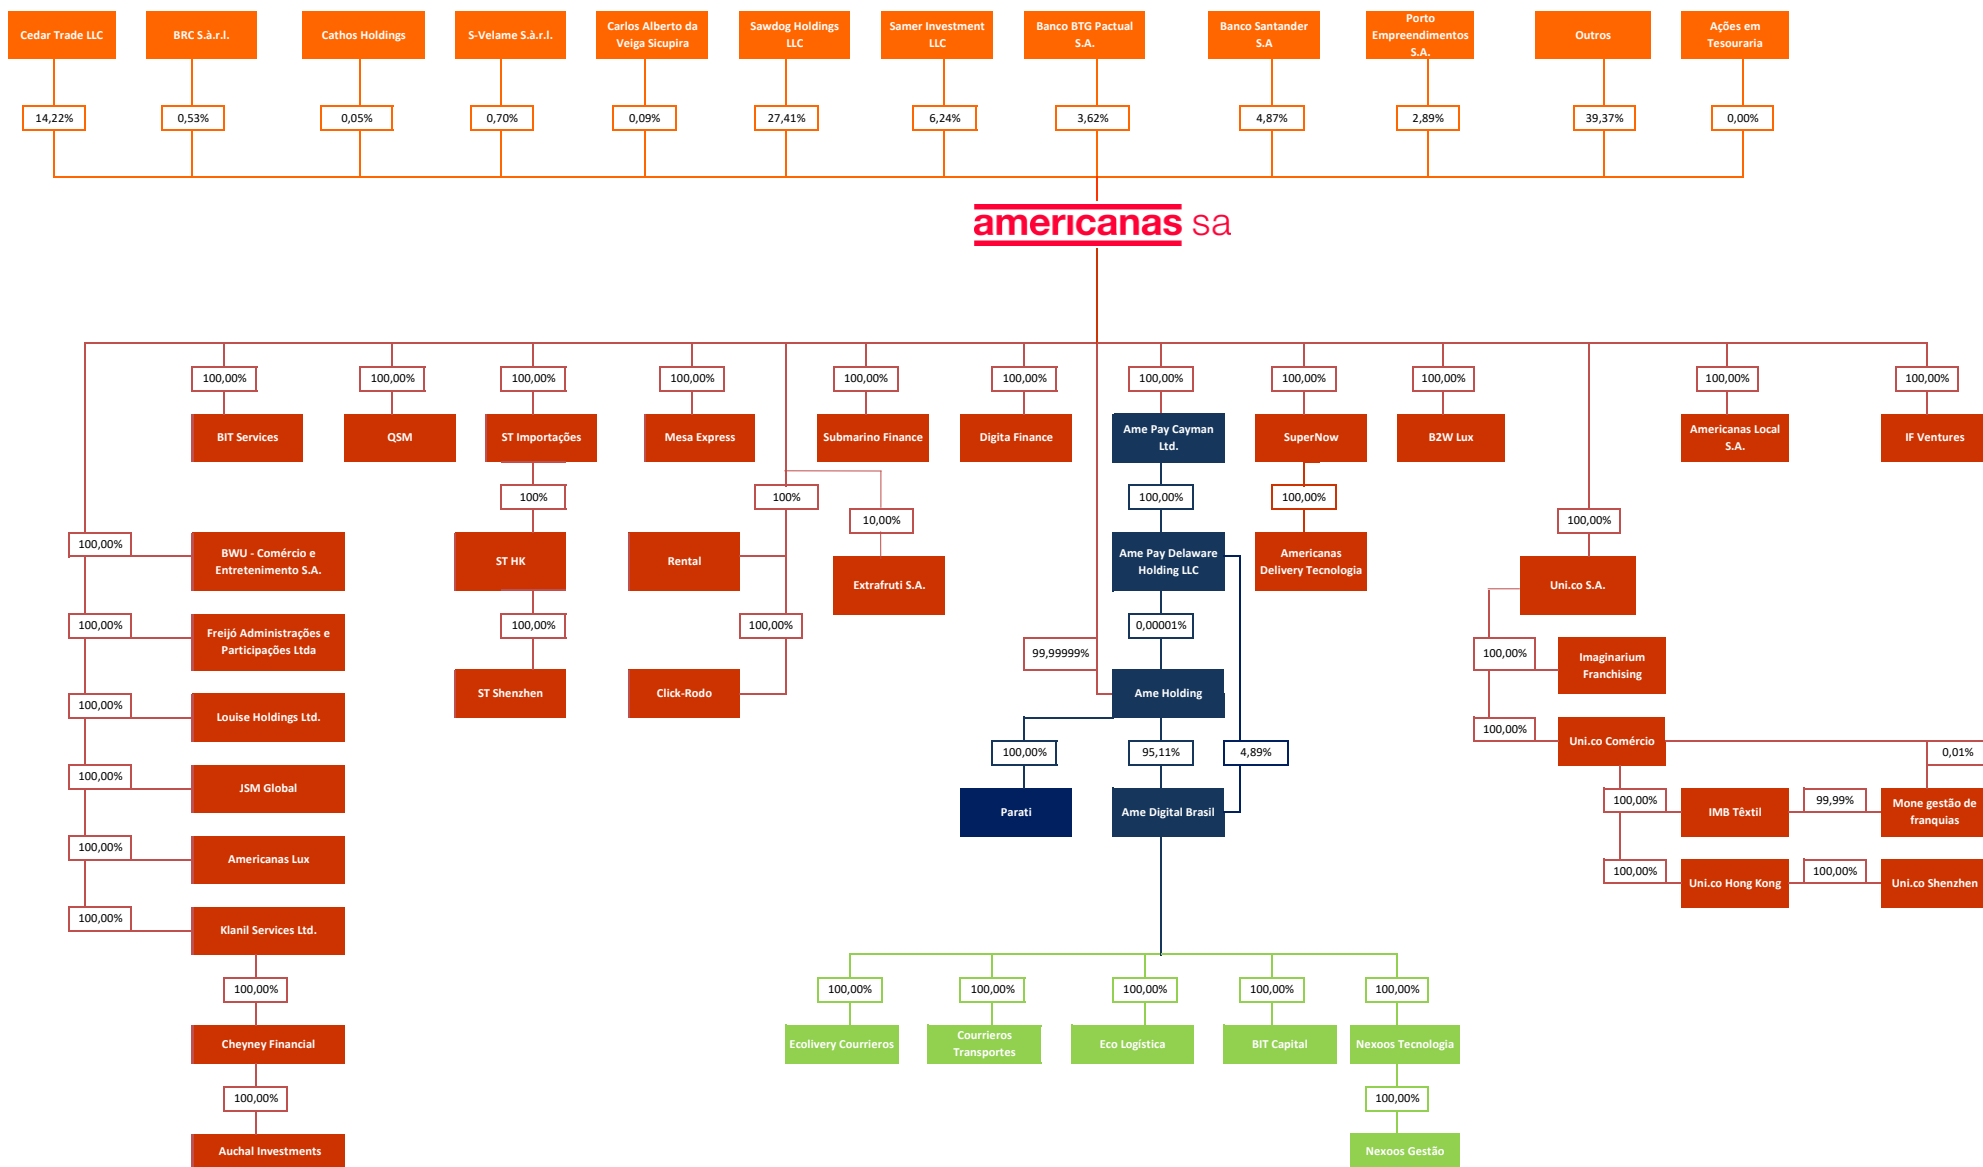 Cedar Trade LLC
BRC S.à.r.l.
Cathos Holdings
S-Velame S.à.r.l.
Carlos Alberto da
Veiga Sicupira
Sawdog Holdings
LLC
Samer Investment
LLC
Banco BTG Pactual
S.A.
Banco Santander
S.A
Porto
Empreendimentos
S.A.
Outros
Ações em
Tesouraria
14,22%
0,53%
0,05%
0,70%
0,09%
27,41%
6,24%
3,62%
4,87%
2,89%
39,37%
0,00%
americanas sa
100,00%
100,00%
100,00%
100,00%
100,00%
100,00%
100,00%
100,00%
100,00%
100,00%
100,00%
BIT Services
QSM
ST Importações
Mesa Express
Submarino Finance
Digita Finance
Ame Pay Cayman
Ltd.
SuperNow
B2W Lux
Americanas Local
S.A.
IF Ventures
100%
100%
100,00%
100,00%
10,00%
100,00%
100,00%
BWU - Comércio e
Entretenimento S.A.
ST HK
Rental
Extrafruti S.A.
Ame Pay Delaware
Holding LLC
Americanas
Delivery Tecnologia
Uni.co S.A.
100,00%
Freijó Administrações e
Participações Ltda
100,00%
100,00%
0,00001%
99,99999%
100,00%
Imaginarium
Franchising
ST Shenzhen
Click-Rodo
Ame Holding
100,00%
Louise Holdings Ltd.
100,00%
Uni.co Comércio
100,00%
95,11%
4,89%
0,01%
100,00%
JSM Global
Parati
Ame Digital Brasil
100,00%
IMB Têxtil
99,99%
Mone gestão de
franquias
100,00%
Americanas Lux
100,00%
Uni.co Hong Kong
100,00%
Uni.co Shenzhen
100,00%
Klanil Services Ltd.
100,00%
100,00%
100,00%
100,00%
100,00%
100,00%
Cheyney Financial
Ecolivery Courrieros
Courrieros
Transportes
Eco Logística
BIT Capital
Nexoos Tecnologia
100,00%
100,00%
Auchal Investments
Nexoos Gestão